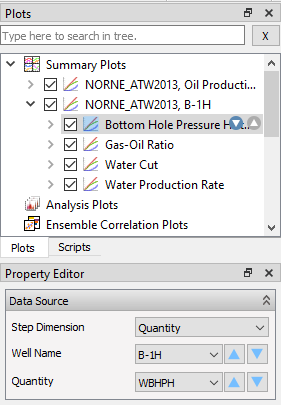 Plots
Type here to search in tree.
X
Summary Plots
NORNE_ATW2013, Oil Producti...
NORNE_ATW2013, B-1H
Bottom Hole Pressure H
Gas-Oil Ratio
Water Cut
Water Production Rate
Analysis Plots
Ensemble Correlation Plots
Plots Scripts
Property Editor
Data Source
Step Dimension Quantity
Well Name B-1H
Quantity WBHPH